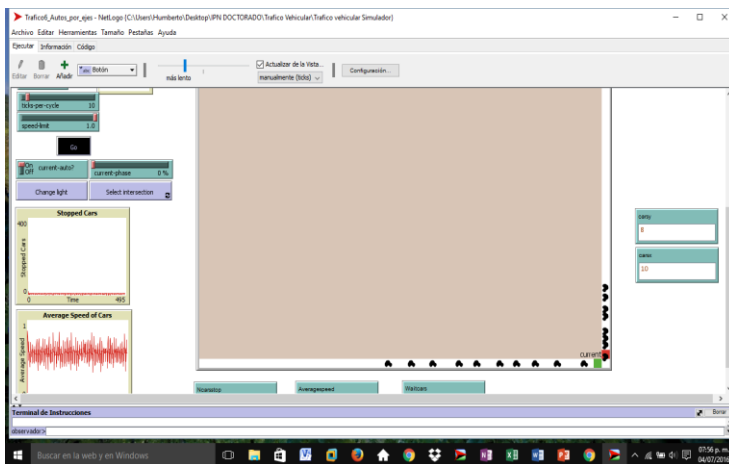 Trafico6_Autos_por_ejes - NetLogo {C:\Users\Humberto\Desktop\IPN DOCTORADO\Trafico Vehicular\Trafico vehicular Simulador}
Archivo Editar Herramientas Tamaño Pestañas Ayuda
Ejecutar Información Código
Editar Borrar Añadir
Botón
más lento
Actualizar de la Vista...
manualmente (ticks)
Configuración...
ticks-per-cycle 10
speed-limit 1.0
Go
On
Off
current-auto?
current-phase 0 %
Change light
Select intersection
Stopped Cars
400
Stopped Cars
0
0 Time 495
Average Speed of Cars
1
Average Speed
current
carsy
8
carsx
10
Ncarsstop
Averagespeed
Waitcars
Terminal de Instrucciones
Borrar
observador>
Buscar en la web y en Windows
07:56 p. m.
04/07/2016